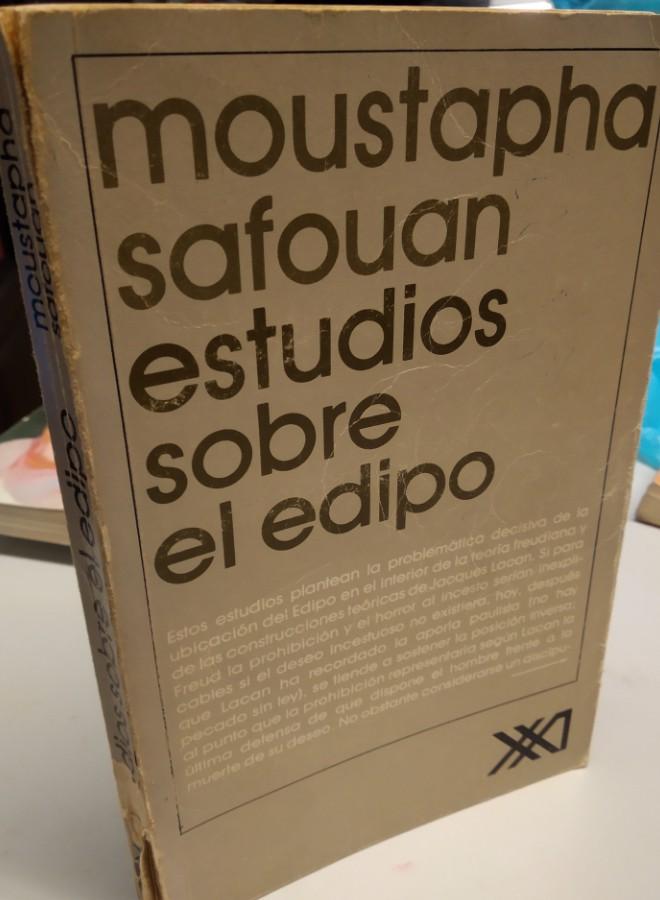 moustapha
safouan
estudios
sobre
el edipo
Estos estudios plantean la problemática decisiva de la
ubicación del Edipo en el interior de la teoría freudiana y
de las construcciones teóricas de Jacques Lacan. Si para
Freud la prohibición y el horror al incesto serían inexpli-
cables si el deseo incestuoso no existiera, hoy, después
que Lacan ha recordado la aporía paulista (no hay
pecado sin ley), se tiende a sostener la posición inversa;
al punto que la prohibición representaría según Lacan la
última defensa de que dispone el hombre frente a la
muerte de su deseo. No obstante considerarse un discípu-
moustapha
safouan
estudios sobre el edipo